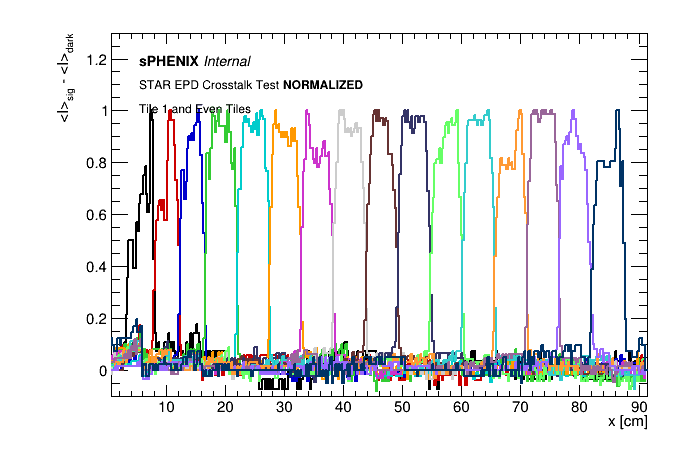 <I>sig - <I>dark
sPHENIX Internal
STAR EPD Crosstalk Test NORMALIZED
Tile 1 and Even Tiles
1.2
1
0.8
0.6
0.4
0.2
0
10 20 30 40 50 60 70 80 90
x [cm]